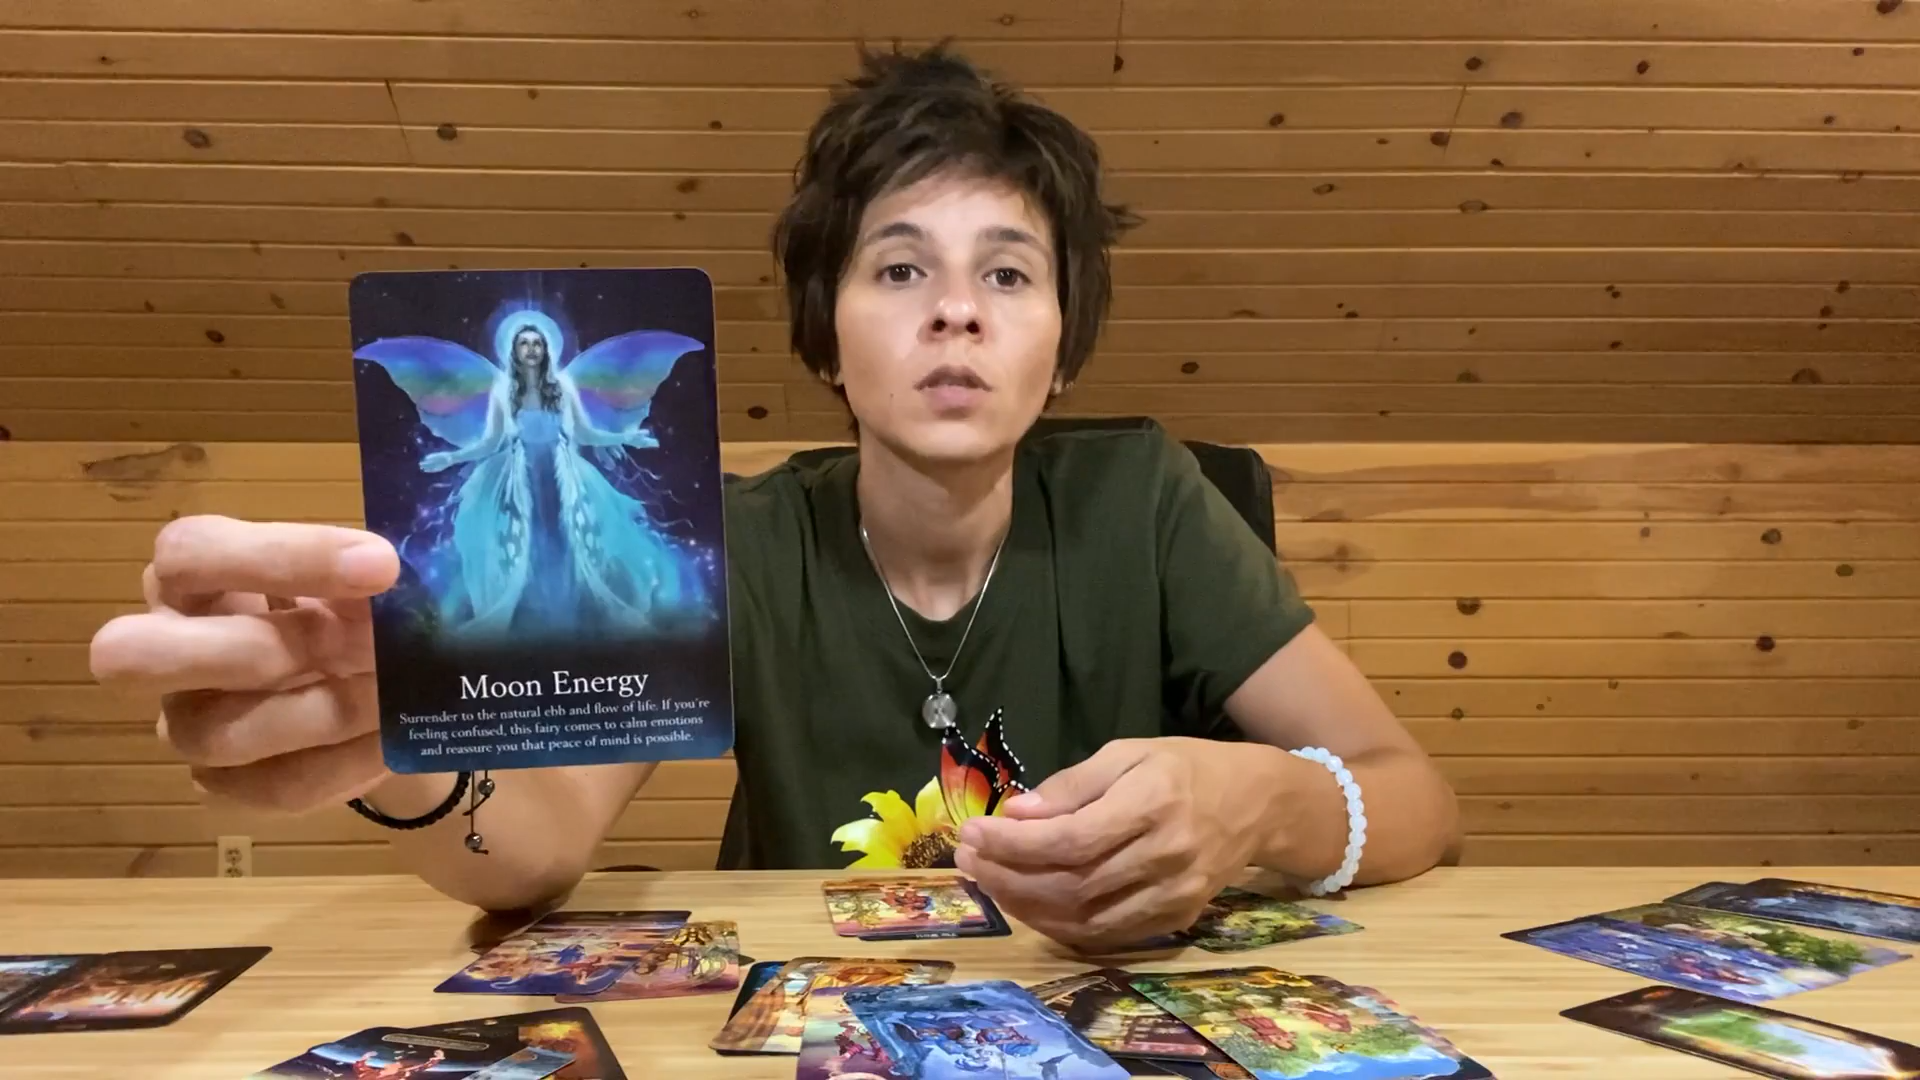 Moon Energy
Surrender to the natural ebb and flow of life. If you're
feeling confused, this fairy comes to calm emotions
and reassure you that peace of mind is possible.